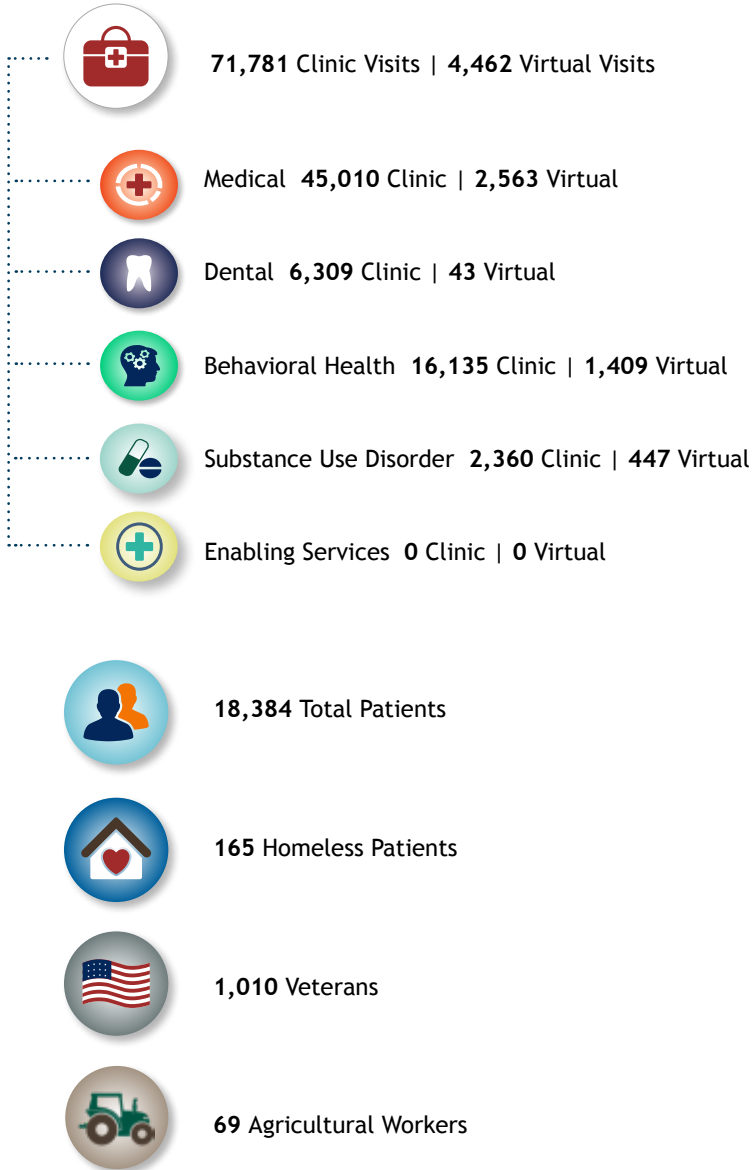 71,781 Clinic Visits | 4,462 Virtual Visits
Medical 45,010 Clinic | 2,563 Virtual
Dental 6,309 Clinic | 43 Virtual
Behavioral Health 16,135 Clinic | 1,409 Virtual
Substance Use Disorder 2,360 Clinic | 447 Virtual
Enabling Services 0 Clinic | 0 Virtual
18,384 Total Patients
165 Homeless Patients
1,010 Veterans
69 Agricultural Workers